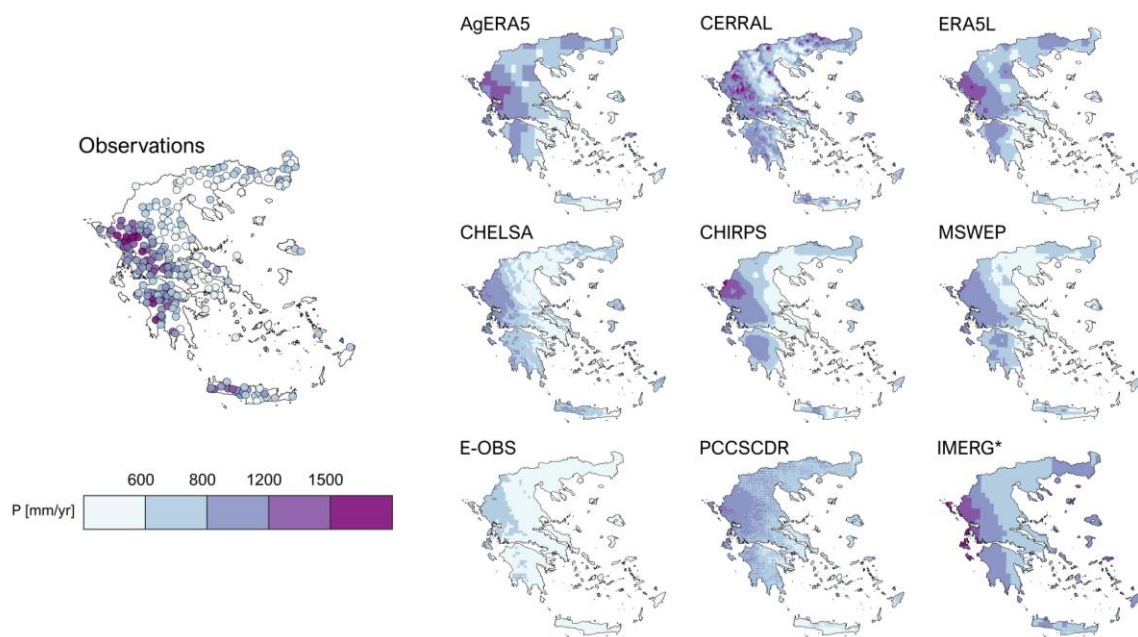 AgERA5
CERRAL
ERA5L
Observations
CHELSA
CHIRPS
MSWEP
E-OBS
PCCSCDR
IMERG*
600 800 1200 1500
P [mm/yr]